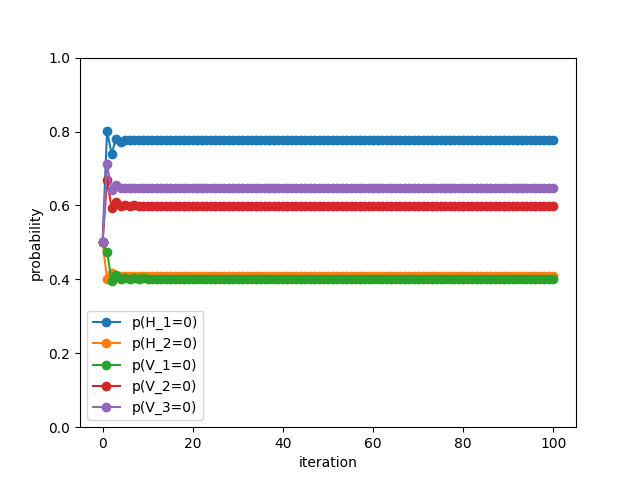 1.0
0.8
0.6
0.4
0.2
0.0
probability
p(H_1=0)
p(H_2=0)
p(V_1=0)
p(V_2=0)
p(V_3=0)
0 20 40 60 80 100
iteration